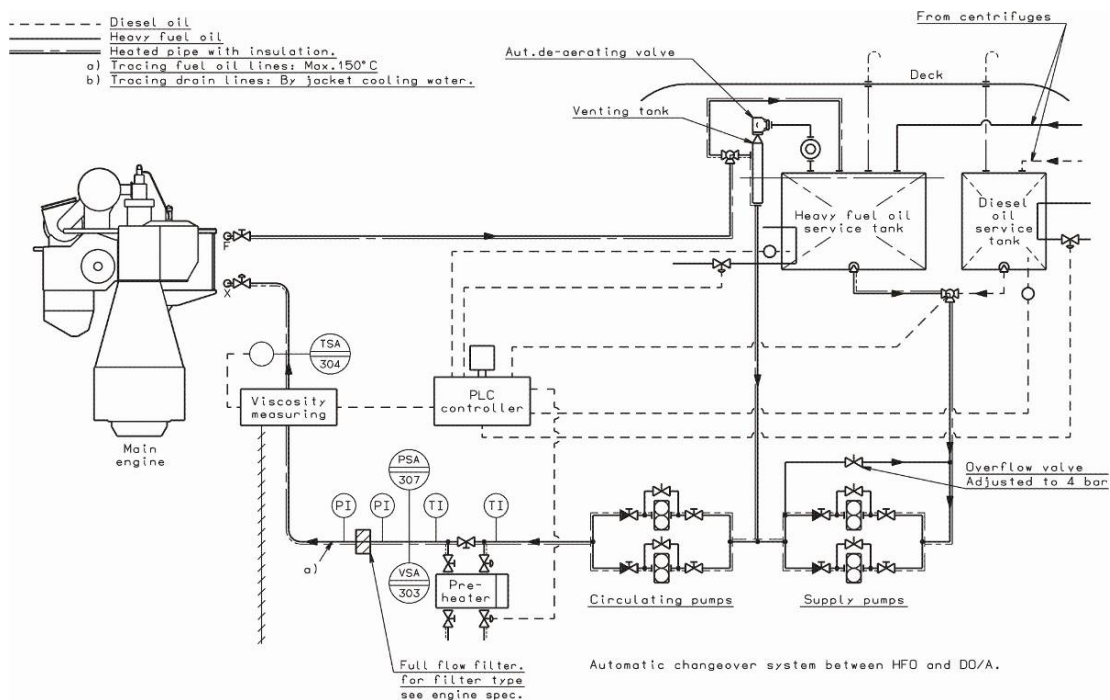 Diesel oil
Heavy fuel oil
Heated pipe with insulation.
a) Tracing fuel oil lines: Max.150°C
b) Tracing drain lines: By jacket cooling water.
From centrifuges
Aut.de-aerating valve
Deck
Venting tank
Heavy fuel oil
service tank
Diesel
oil
service
tank
F
X
TSA
304
Viscosity
measuring
PLC
controller
Main
engine
PSA
307
Overflow valve
Adjusted to 4 bar
PI
PI
TI
TI
a)
VSA
303
Pre-
heater
Circulating pumps
Supply pumps
Full flow filter.
for filter type
see engine spec.
Automatic changeover system between HFO and DO/A.